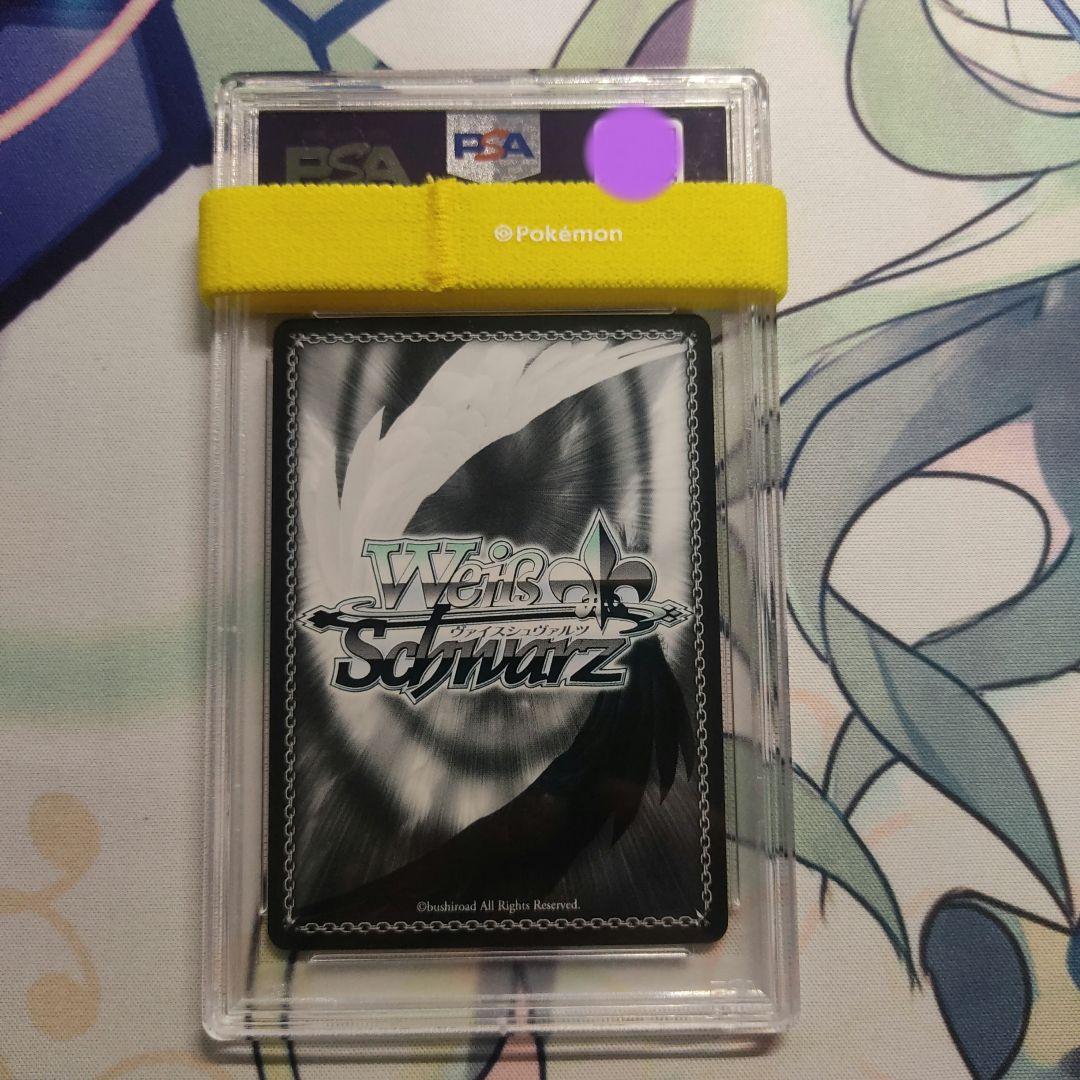 PSA
PSA
Pokémon
Weiß
ヴァイスシュヴァルツ
Schwarz
©bushiroad All Rights Reserved.